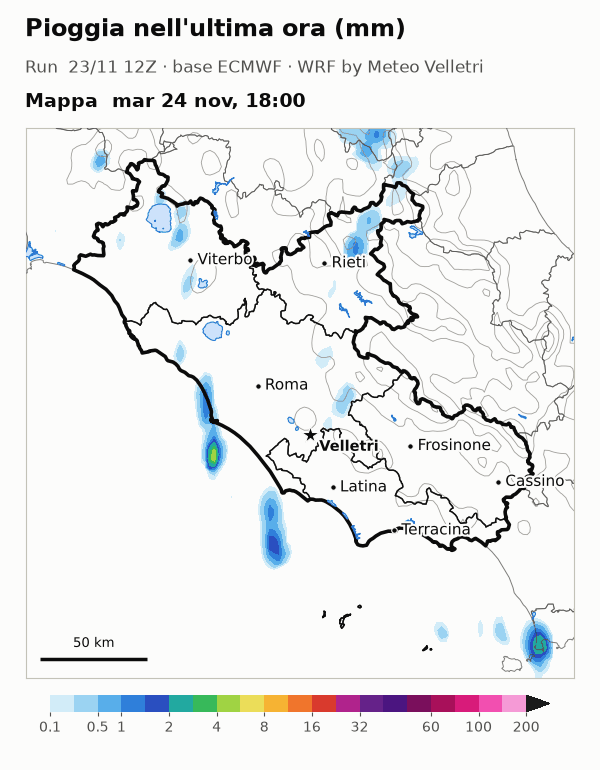 Pioggia nell'ultima ora (mm)
Run  23/11 12Z · base ECMWF · WRF by Meteo Velletri
Mappa  mar 24 nov, 18:00
Viterbo
Rieti
Roma
Velletri
Frosinone
Latina
Cassino
Terracina
50 km
0.1 0.5 1 2 4 8 16 32 60 100 200